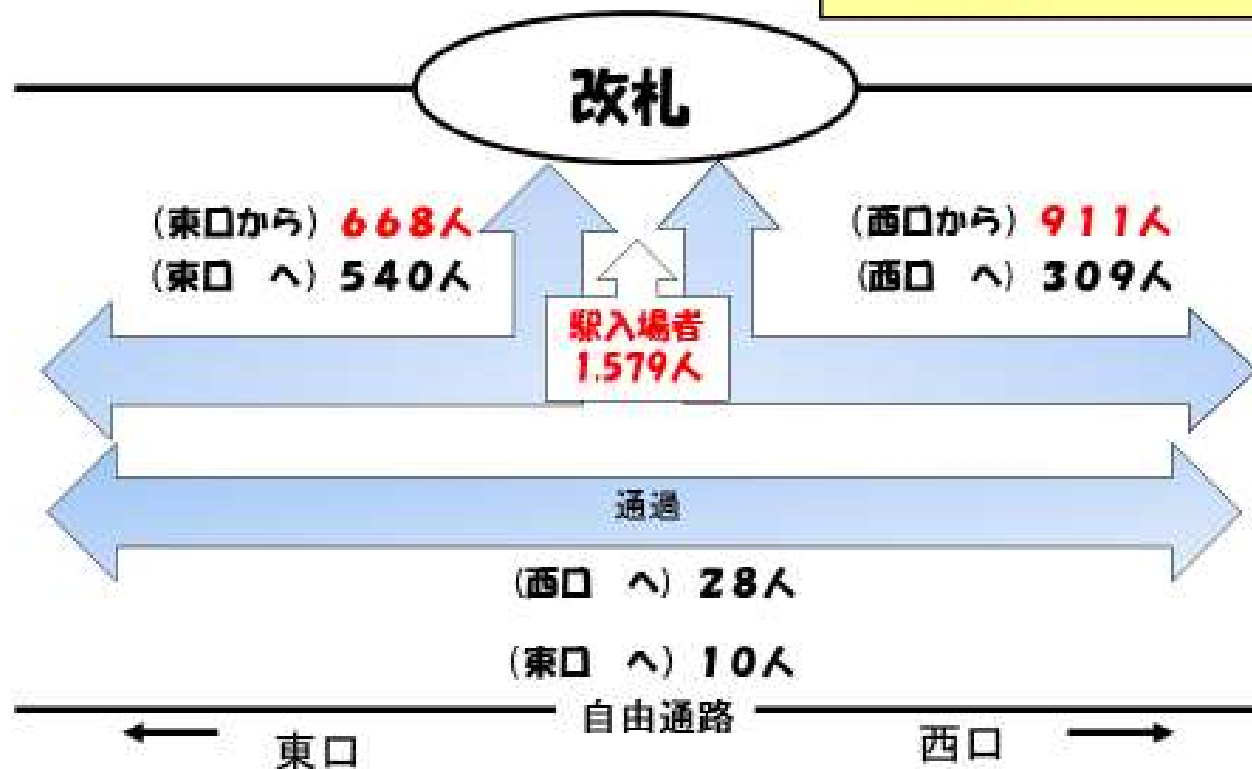 改札
(東口から) 668人
(東口 へ) 540人
(西口から) 911人
(西口 へ) 309人
駅入場者
1,579人
通過
(西口 へ) 28人
(東口 へ) 10人
自由通路
東口
西口